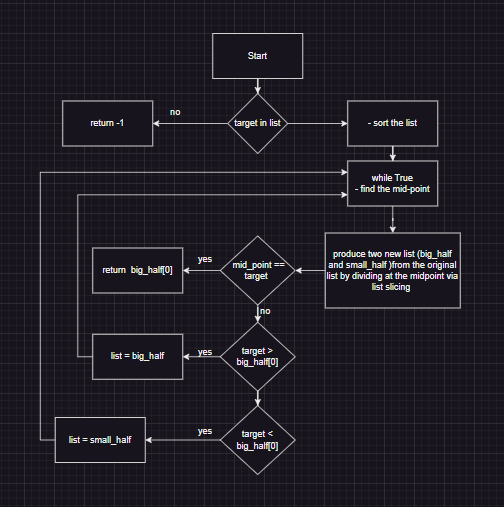 Start
no
return -1
target in list
- sort the list
while True
- find the mid-point
produce two new list (big_half
and small_half )from the original
list by dividing at the midpoint via
list slicing
mid_point ==
target
yes
return  big_half[0]
no
target >
big_half[0]
yes
list = big_half
target <
big_half[0]
yes
list = small_half